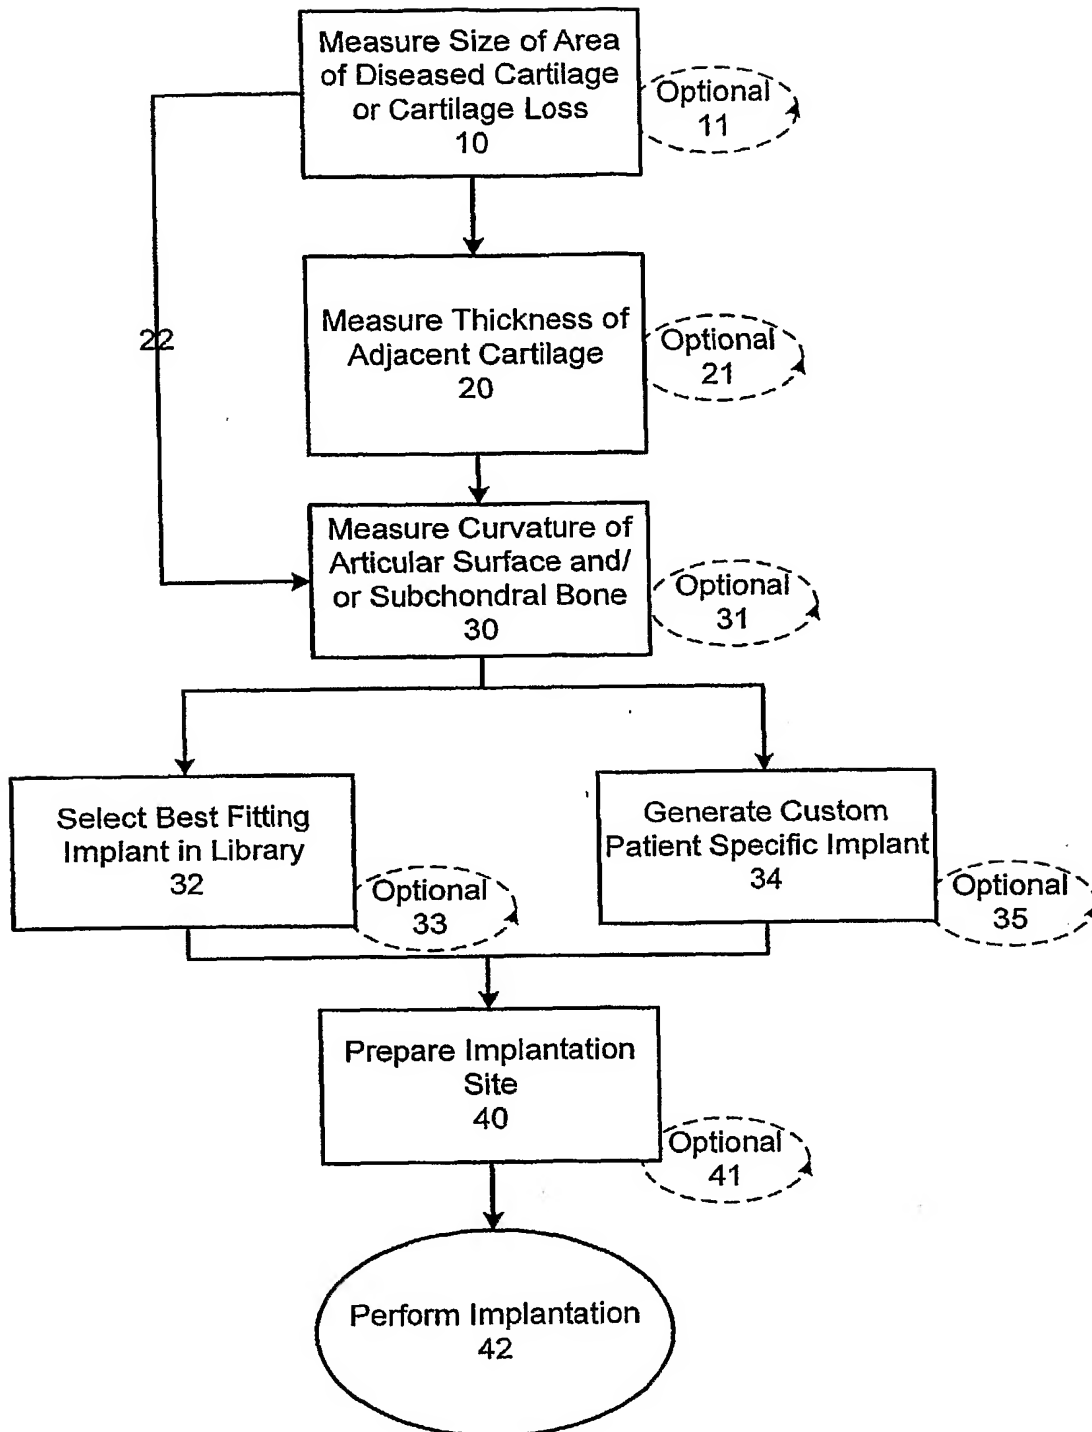 Measure Size of Area
of Diseased Cartilage
or Cartilage Loss
10
Optional
11
22
Measure Thickness of
Adjacent Cartilage
20
Optional
21
Measure Curvature of
Articular Surface and/
or Subchondral Bone
30
Optional
31
Select Best Fitting
Implant in Library
32
Optional
33
Generate Custom
Patient Specific Implant
34
Optional
35
Prepare Implantation
Site
40
Optional
41
Perform Implantation
42